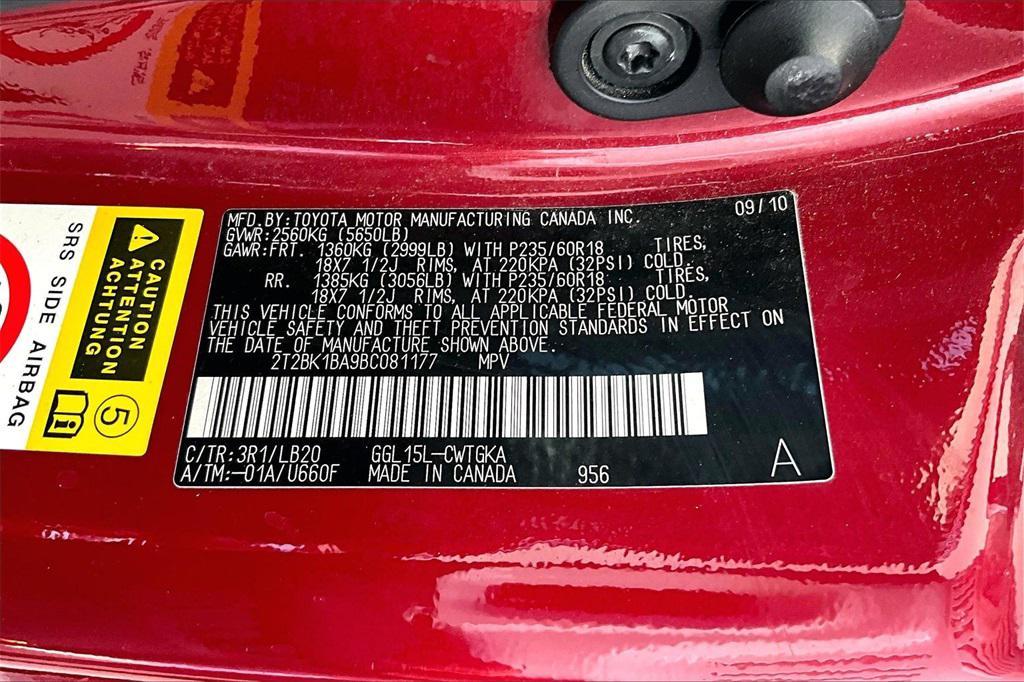 MFD.BY:TOYOTA MOTOR MANUFACTURING CANADA INC. 09/10
GVWR:2560KG (5650LB)
GAWR:FRT. 1360KG (2999LB) WITH P235/60R18 TIRES,
18X7 1/2J RIMS, AT 220KPA (32PSI) COLD.
RR. 1385KG (3056LB) WITH P235/60R18 TIRES,
18X7 1/2J RIMS, AT 220KPA (32PSI) COLD.
THIS VEHICLE CONFORMS TO ALL APPLICABLE FEDERAL MOTOR
VEHICLE SAFETY AND THEFT PREVENTION STANDARDS IN EFFECT ON
THE DATE OF MANUFACTURE SHOWN ABOVE.
2T2BK1BA9BC081177 MPV
C/TR:3R1/LB20 GGL15L-CWTGKA
A/TM:-01A/U660F MADE IN CANADA 956 A
CAUTION
ATTENTION
ACHTUNG
5
SRS SIDE AIRBAG